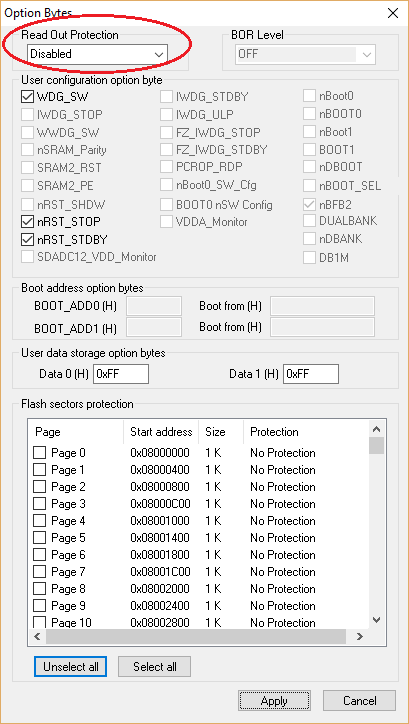 Option Bytes
Read Out Protection
Disabled
BOR Level
OFF
User configuration option byte
WDG_SW
IWDG_STOP
WWDG_SW
nSRAM_Parity
SRAM2_RST
SRAM2_PE
nRST_SHDW
nRST_STOP
nRST_STDBY
SDADC12_VDD_Monitor
IWDG_STDBY
IWDG_ULP
FZ_IWDG_STOP
FZ_IWDG_STDBY
PCROP_RDP
nBoot0_SW_Cfg
BOOT0 nSW Config
VDDA_Monitor
nBoot0
nBOOT0
nBoot1
BOOT1
nDBOOT
nBOOT_SEL
nBFB2
DUALBANK
nDBANK
DB1M
Boot address option bytes
BOOT_ADD0 (H)
Boot from (H)
BOOT_ADD1 (H)
Boot from (H)
User data storage option bytes
Data 0 (H) 0xFF
Data 1 (H) 0xFF
Flash sectors protection
Page Start address Size Protection
Page 0 0x08000000 1 K No Protection
Page 1 0x08000400 1 K No Protection
Page 2 0x08000800 1 K No Protection
Page 3 0x08000C00 1 K No Protection
Page 4 0x08001000 1 K No Protection
Page 5 0x08001400 1 K No Protection
Page 6 0x08001800 1 K No Protection
Page 7 0x08001C00 1 K No Protection
Page 8 0x08002000 1 K No Protection
Page 9 0x08002400 1 K No Protection
Page 10 0x08002800 1 K No Protection
Unselect all
Select all
Apply
Cancel